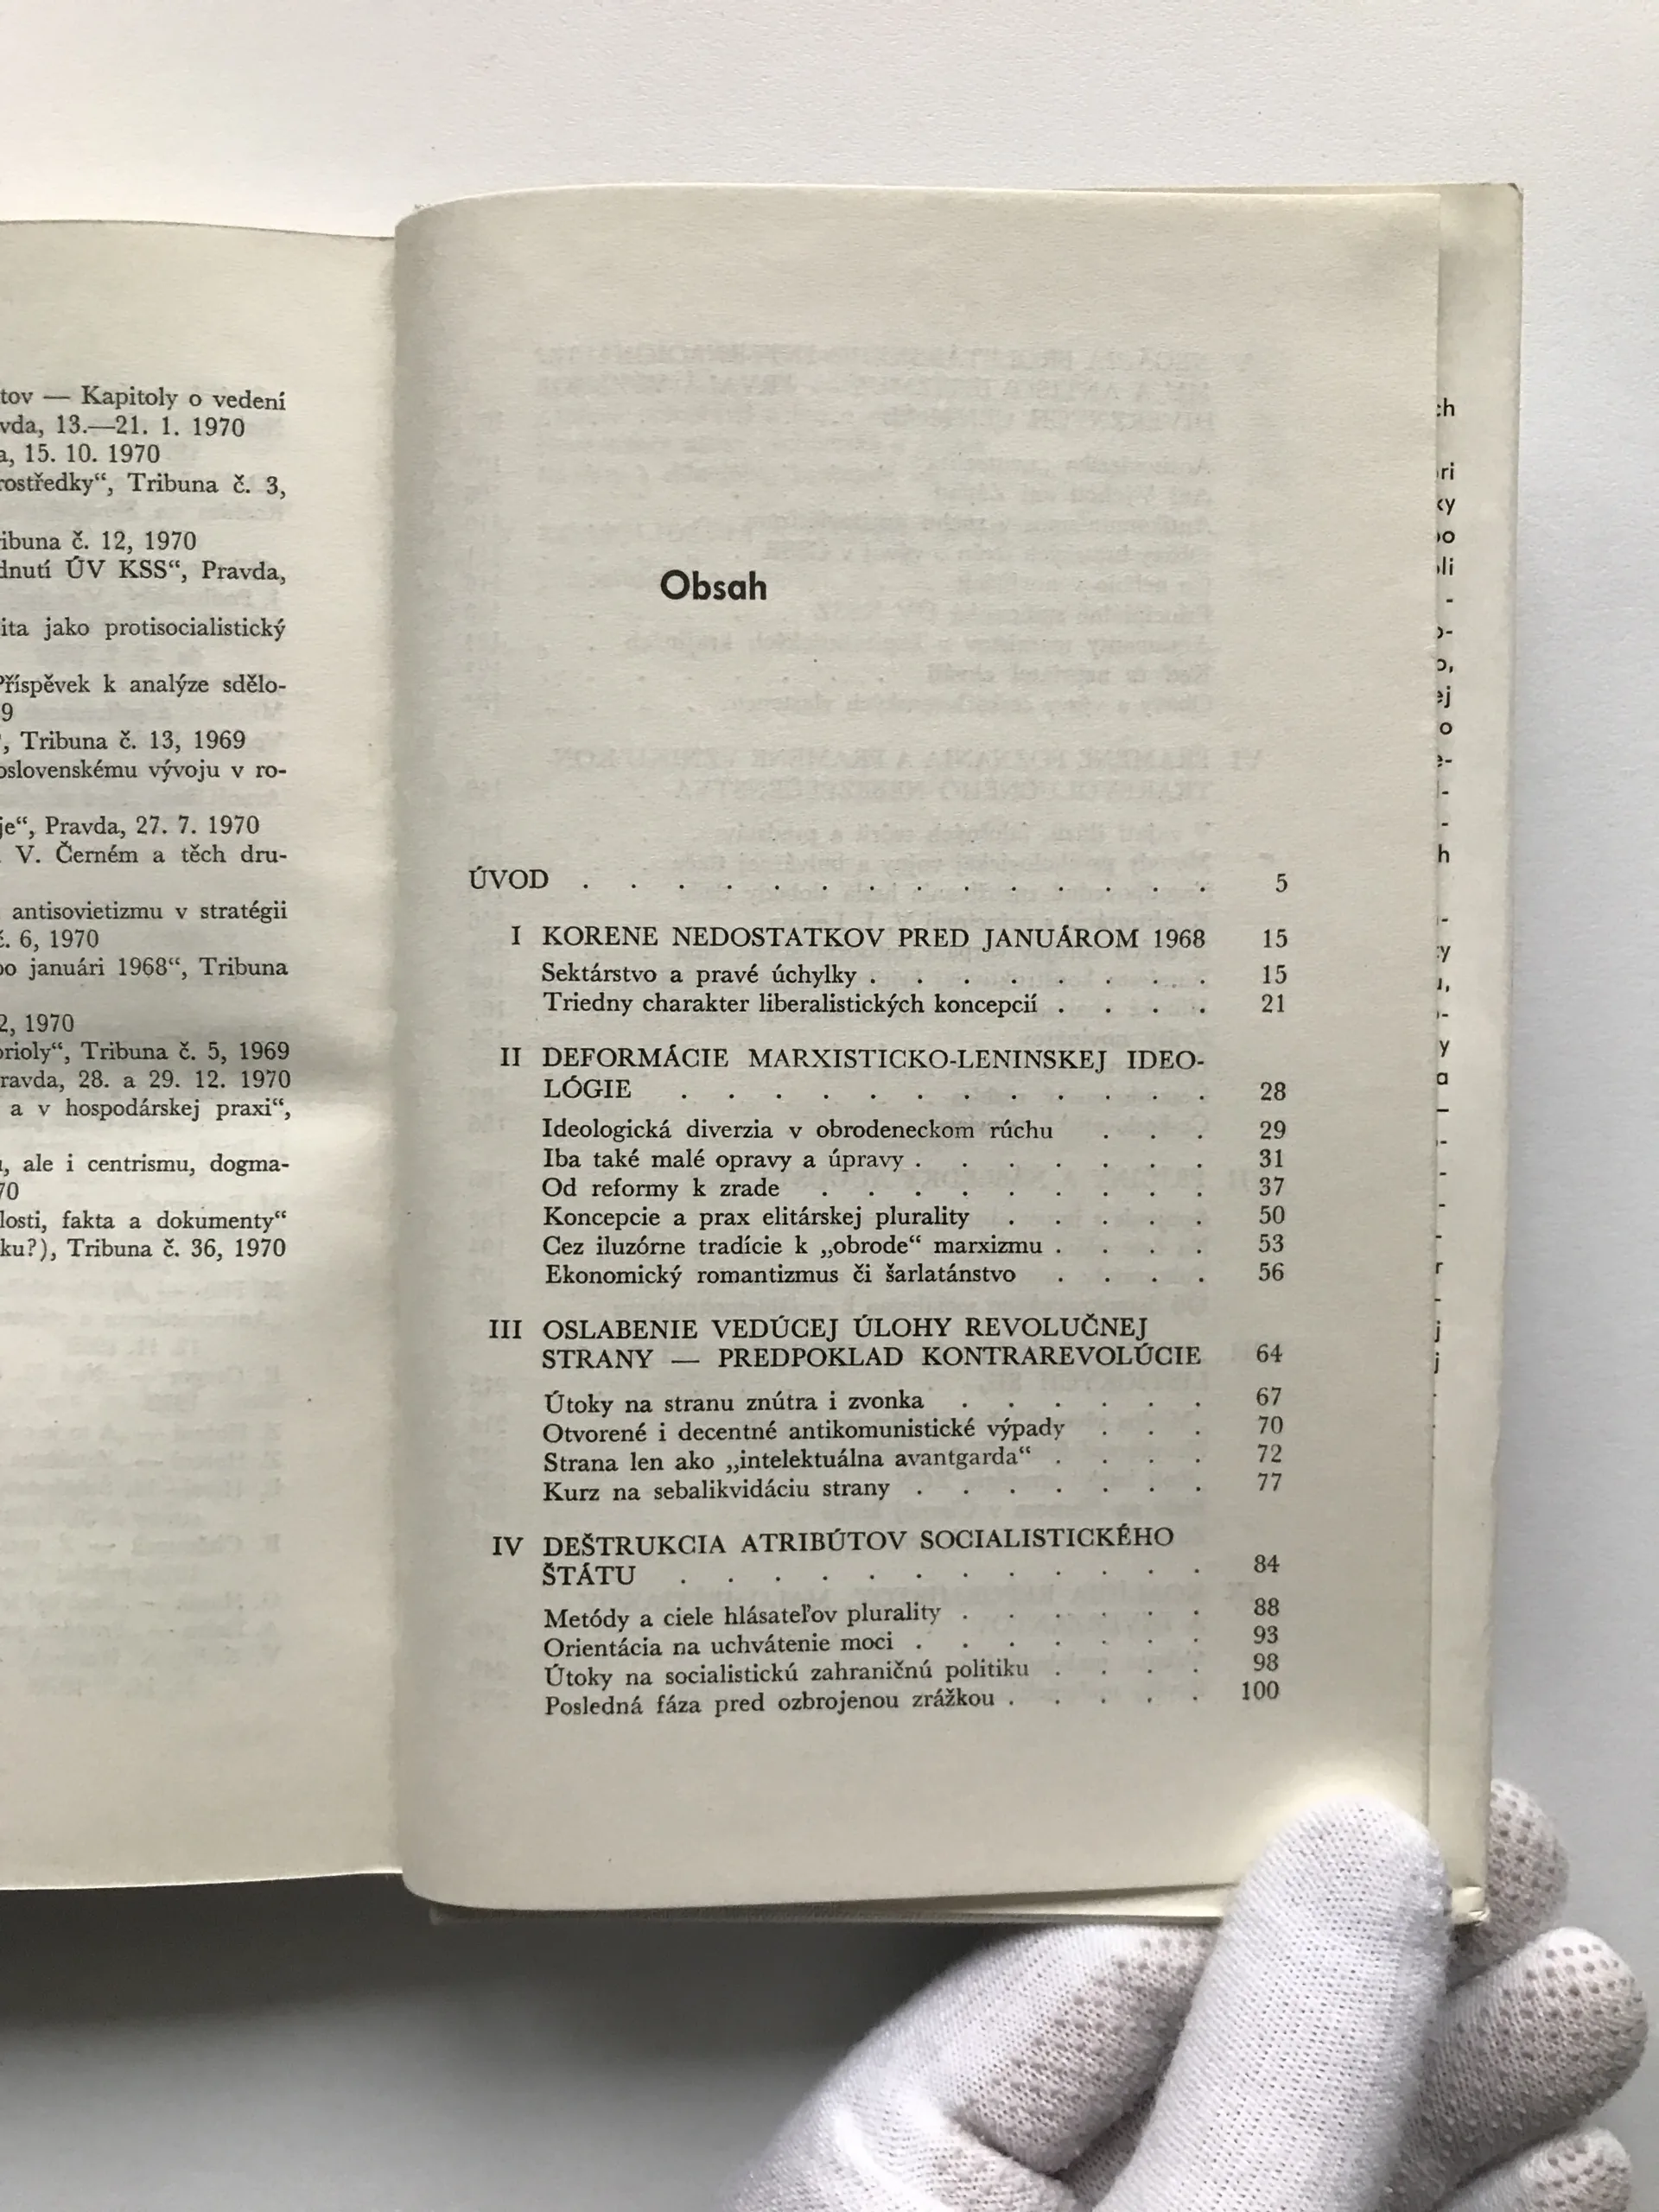 tov — Kapitoly o vedení
vda, 13.—21. 1. 1970
a, 15. 10. 1970
rostředky“, Tribuna č. 3,
ibuna č. 12, 1970
dnutí ÚV KSS“, Pravda,
ita jako protisocialistický
Příspěvek k analýze sdělo-
9
“, Tribuna č. 13, 1969
oslovenskému vývoju v ro-
je“, Pravda, 27. 7. 1970
V. Černém a těch dru-
antisovietizmu v stratégii
č. 6, 1970
po januári 1968“, Tribuna
2, 1970
orioly“, Tribuna č. 5, 1969
ravda, 28. a 29. 12. 1970
a v hospodárskej praxi“,
, ale i centrismu, dogma-
70
losti, fakta a dokumenty“
ku?), Tribuna č. 36, 1970
Obsah
ÚVOD . . . . . . . . . . . . . . 5
I KORENE NEDOSTATKOV PRED JANUÁROM 1968 15
Sektárstvo a pravé úchylky . . . . . . . . 15
Triedny charakter liberalistických koncepcií . . . . 21
II DEFORMÁCIE MARXISTICKO-LENINSKEJ IDEO-
LÓGIE . . . . . . . . . . . . 28
Ideologická diverzia v obrodeneckom rúchu . . . 29
Iba také malé opravy a úpravy . . . . . . . 31
Od reformy k zrade . . . . . . . . . 37
Koncepcie a prax elitárskej plurality . . . . . 50
Cez iluzórne tradície k „obrode“ marxizmu . . . . 53
Ekonomický romantizmus či šarlatánstvo . . . . 56
III OSLABENIE VEDÚCEJ ÚLOHY REVOLUČNEJ
STRANY — PREDPOKLAD KONTRAREVOLÚCIE 64
Útoky na stranu znútra i zvonka . . . . . . 67
Otvorené i decentné antikomunistické výpady . . . 70
Strana len ako „intelektuálna avantgarda“ . . . . 72
Kurz na sebalikvidáciu strany . . . . . . . 77
IV DEŠTRUKCIA ATRIBÚTOV SOCIALISTICKÉHO
ŠTÁTU . . . . . . . . . . . . 84
Metódy a ciele hlásateľov plurality . . . . . . 88
Orientácia na uchvátenie moci . . . . . . . 93
Útoky na socialistickú zahraničnú politiku . . . . 98
Posledná fáza pred ozbrojenou zrážkou . . . . . 100